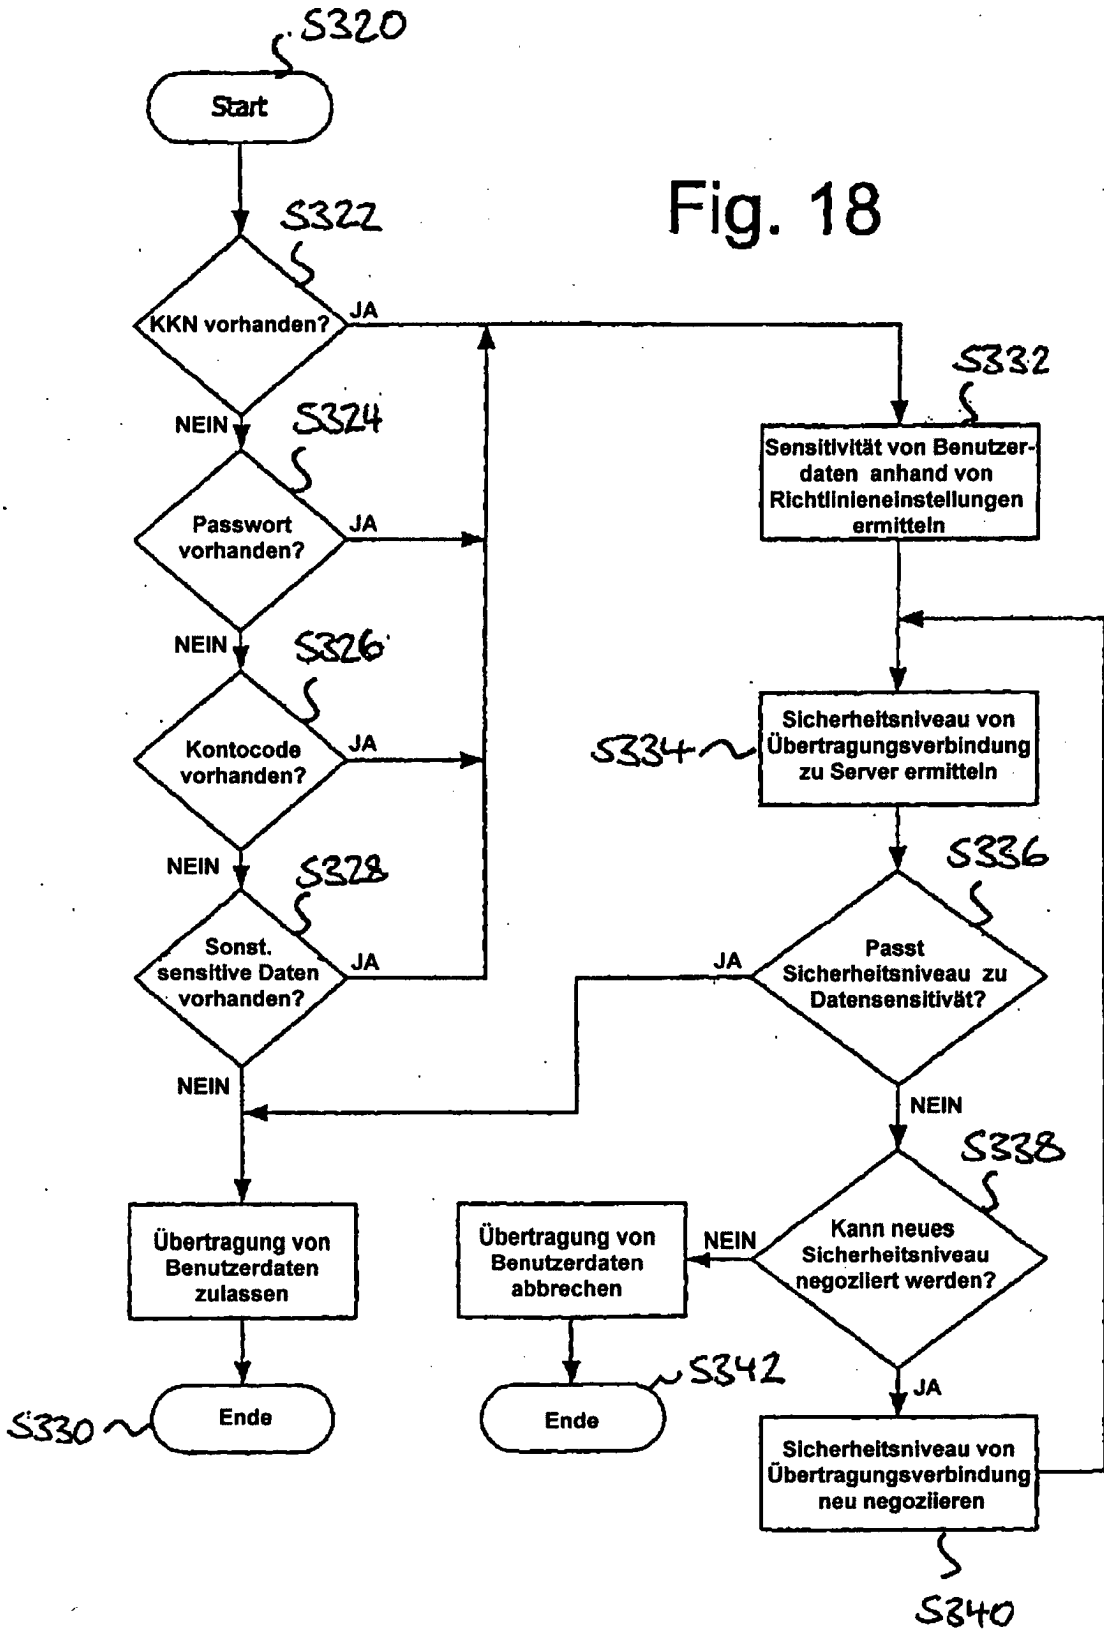 S320
Start
Fig. 18
S322
KKN vorhanden?
JA
NEIN
S324
Passwort
vorhanden?
JA
NEIN
S326
Kontocode
vorhanden?
JA
NEIN
S328
Sonst.
sensitive Daten
vorhanden?
JA
NEIN
Übertragung von
Benutzerdaten
zulassen
Ende
S330
S332
Sensitivität von Benutzer-
daten anhand von
Richtlinieneinstellungen
ermitteln
S334
Sicherheitsniveau von
Übertragungsverbindung
zu Server ermitteln
S336
Passt
Sicherheitsniveau zu
Datensensitivät?
JA
NEIN
S338
Kann neues
Sicherheitsniveau
negoziiert werden?
NEIN
Übertragung von
Benutzerdaten
abbrechen
S342
Ende
JA
Sicherheitsniveau von
Übertragungsverbindung
neu negoziieren
S340